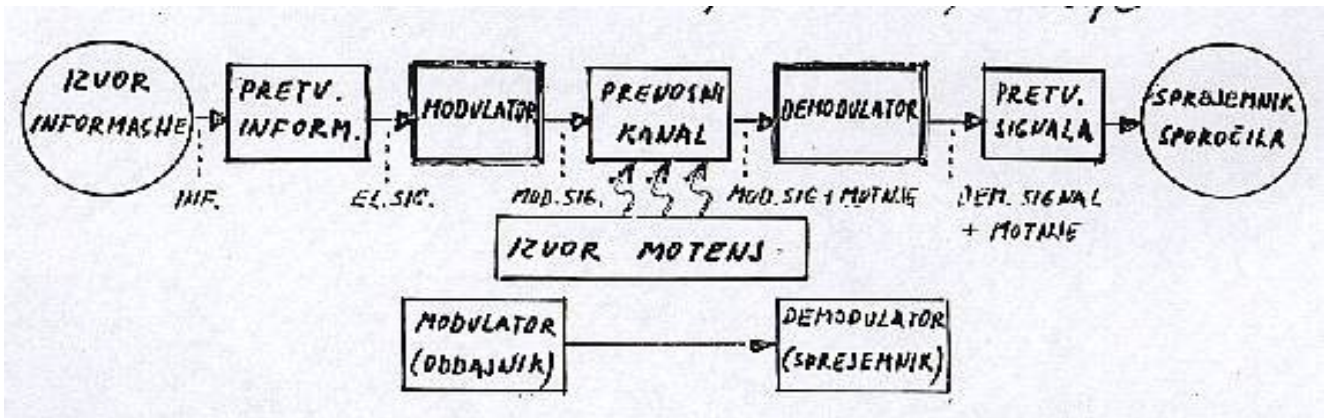 IZVOR
INFORMACIJE
PRETV.
INFORM.
MODULATOR
PRENOSNI
KANAL
DEMODULATOR
PRETV.
SIGNALA
SPREJEMNIK
SPOROČILA
INF.
EL.SIG.
MOD.SIG.
MOD.SIG + MOTNJE
DEM. SIGNAL
+ MOTNJE
IZVOR MOTENJ
MODULATOR
(ODDAJNIK)
DEMODULATOR
(SPREJEMNIK)